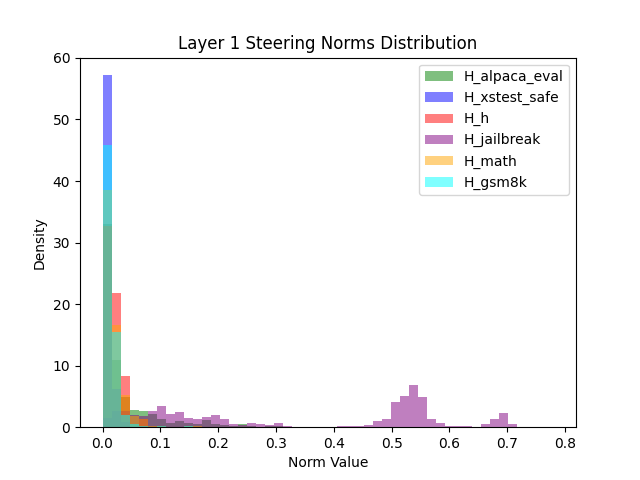 Layer 1 Steering Norms Distribution
60
50
40
30
20
10
0
Density
H_alpaca_eval
H_xstest_safe
H_h
H_jailbreak
H_math
H_gsm8k
0.0 0.1 0.2 0.3 0.4 0.5 0.6 0.7 0.8
Norm Value